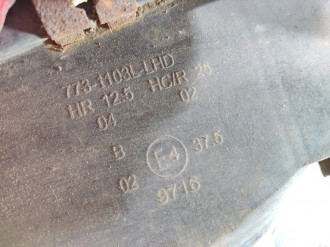 773-1103L-LHD
HR 12.5 HC/R 25
04 02
B E4 37.5
02 9716